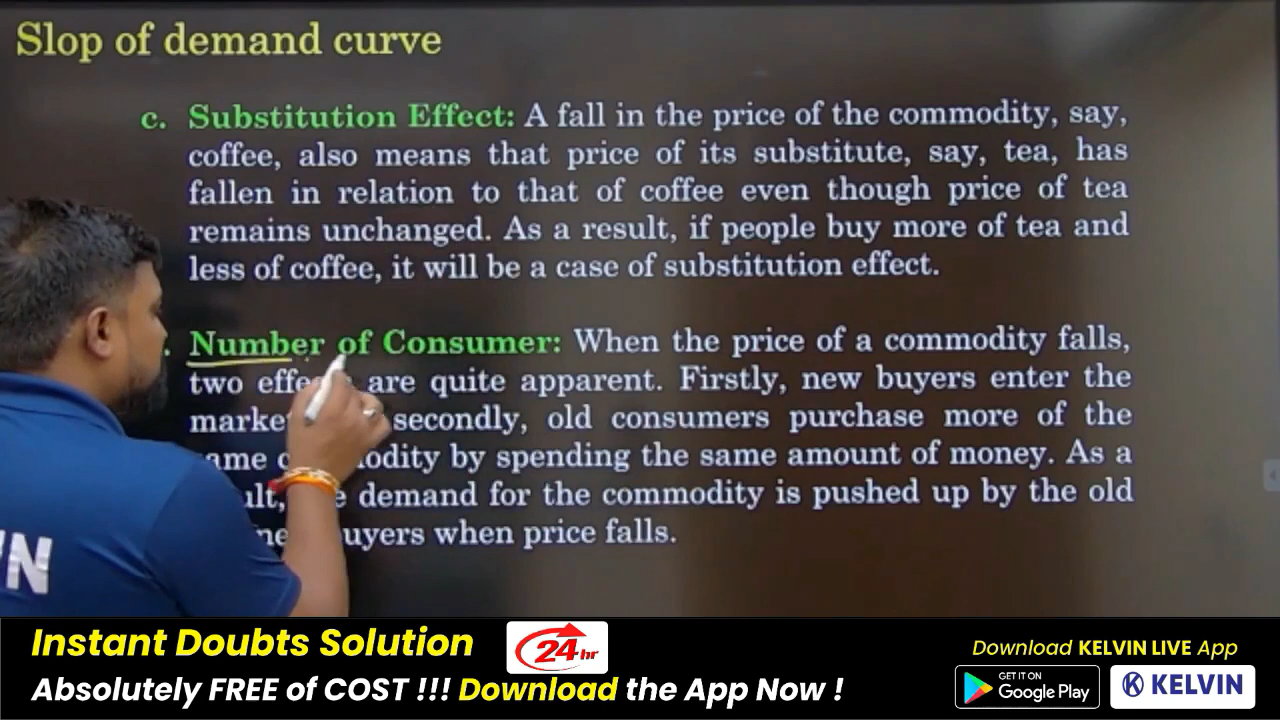 Slop of demand curve
c. Substitution Effect: A fall in the price of the commodity, say,
coffee, also means that price of its substitute, say, tea, has
fallen in relation to that of coffee even though price of tea
remains unchanged. As a result, if people buy more of tea and
less of coffee, it will be a case of substitution effect.
Number of Consumer: When the price of a commodity falls,
two are quite apparent. Firstly, new buyers enter the
secondly, old consumers purchase more of the
by spending the same amount of money. As a
demand for the commodity is pushed up by the old
when price falls.
Instant Doubts Solution
24hr
Absolutely FREE of COST !!! Download the App Now !
Download KELVIN LIVE App
GET IT ON
Google Play
KELVIN